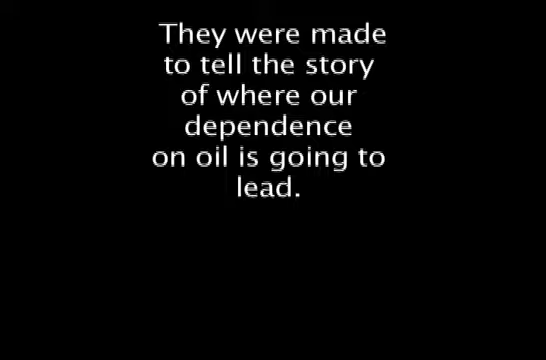 They were made
to tell the story
of where our
dependence
on oil is going to
lead.